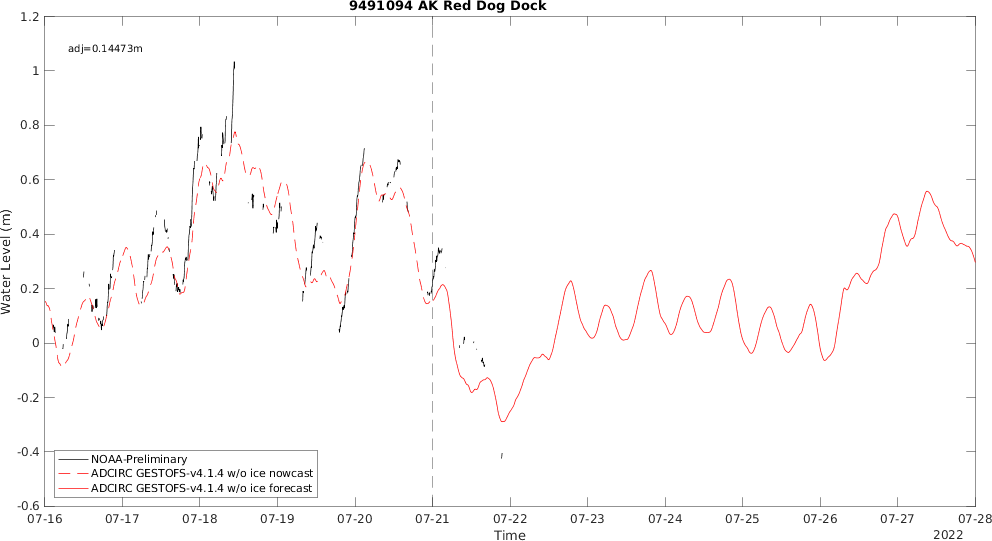 9491094 AK Red Dog Dock
adj=0.14473m
1.2
1
0.8
0.6
0.4
0.2
0
-0.2
-0.4
-0.6
Water Level (m)
NOAA-Preliminary
ADCIRC GESTOFS-v4.1.4 w/o ice nowcast
ADCIRC GESTOFS-v4.1.4 w/o ice forecast
07-16 07-17 07-18 07-19 07-20 07-21 07-22 07-23 07-24 07-25 07-26 07-27 07-28
Time
2022